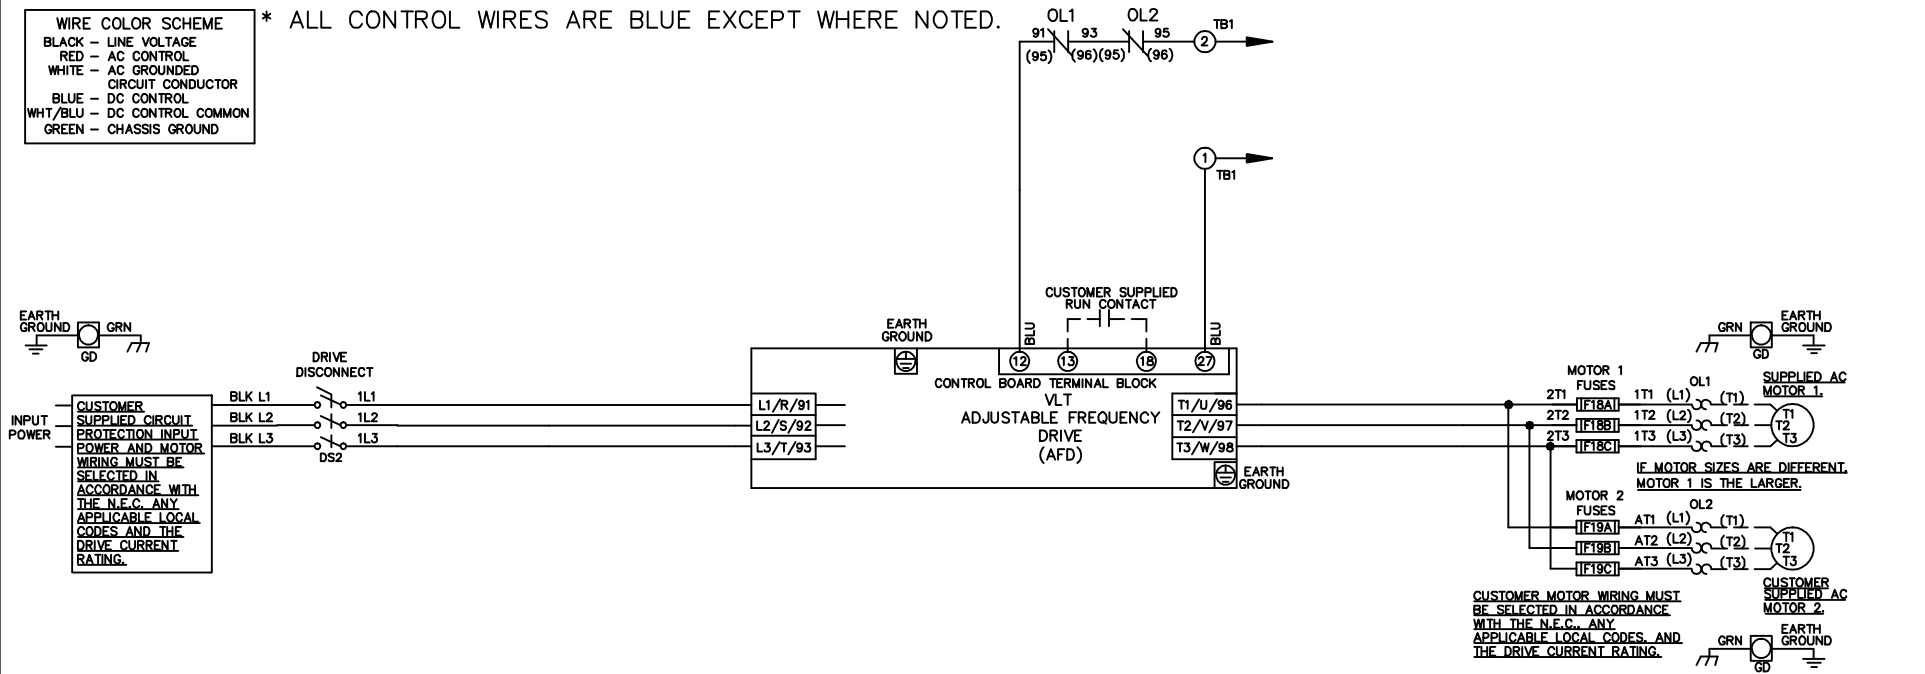 WIRE COLOR SCHEME
BLACK – LINE VOLTAGE
RED – AC CONTROL
WHITE – AC GROUNDED
CIRCUIT CONDUCTOR
BLUE – DC CONTROL
WHT/BLU – DC CONTROL COMMON
GREEN – CHASSIS GROUND
* ALL CONTROL WIRES ARE BLUE EXCEPT WHERE NOTED.
OL1 OL2
91 93 95
(95) (96)(95) (96)
2 TB1
1 TB1
CUSTOMER SUPPLIED
RUN CONTACT
BLU BLU
12 13 18 27
CONTROL BOARD TERMINAL BLOCK
VLT
ADJUSTABLE FREQUENCY
DRIVE
(AFD)
EARTH
GROUND
EARTH
GROUND
GRN
GD
INPUT
POWER
CUSTOMER
SUPPLIED CIRCUIT
PROTECTION INPUT
POWER AND MOTOR
WIRING MUST BE
SELECTED IN
ACCORDANCE WITH
THE N.E.C. ANY
APPLICABLE LOCAL
CODES AND THE
DRIVE CURRENT
RATING.
DRIVE
DISCONNECT
BLK L1 1L1
BLK L2 1L2
BLK L3 1L3
DS2
L1/R/91
L2/S/92
L3/T/93
T1/U/96
T2/V/97
T3/W/98
EARTH
GROUND
GRN
EARTH
GROUND
GD
MOTOR 1
FUSES
OL1
SUPPLIED AC
MOTOR 1.
2T1 F18A 1T1 (L1) (T1) T1
2T2 F18B 1T2 (L2) (T2) T2
2T3 F18C 1T3 (L3) (T3) T3
IF MOTOR SIZES ARE DIFFERENT,
MOTOR 1 IS THE LARGER.
MOTOR 2
FUSES
OL2
F19A AT1 (L1) (T1) T1
F19B AT2 (L2) (T2) T2
F19C AT3 (L3) (T3) T3
CUSTOMER
SUPPLIED AC
MOTOR 2.
CUSTOMER MOTOR WIRING MUST
BE SELECTED IN ACCORDANCE
WITH THE N.E.C., ANY
APPLICABLE LOCAL CODES, AND
THE DRIVE CURRENT RATING.
GRN
EARTH
GROUND
GD